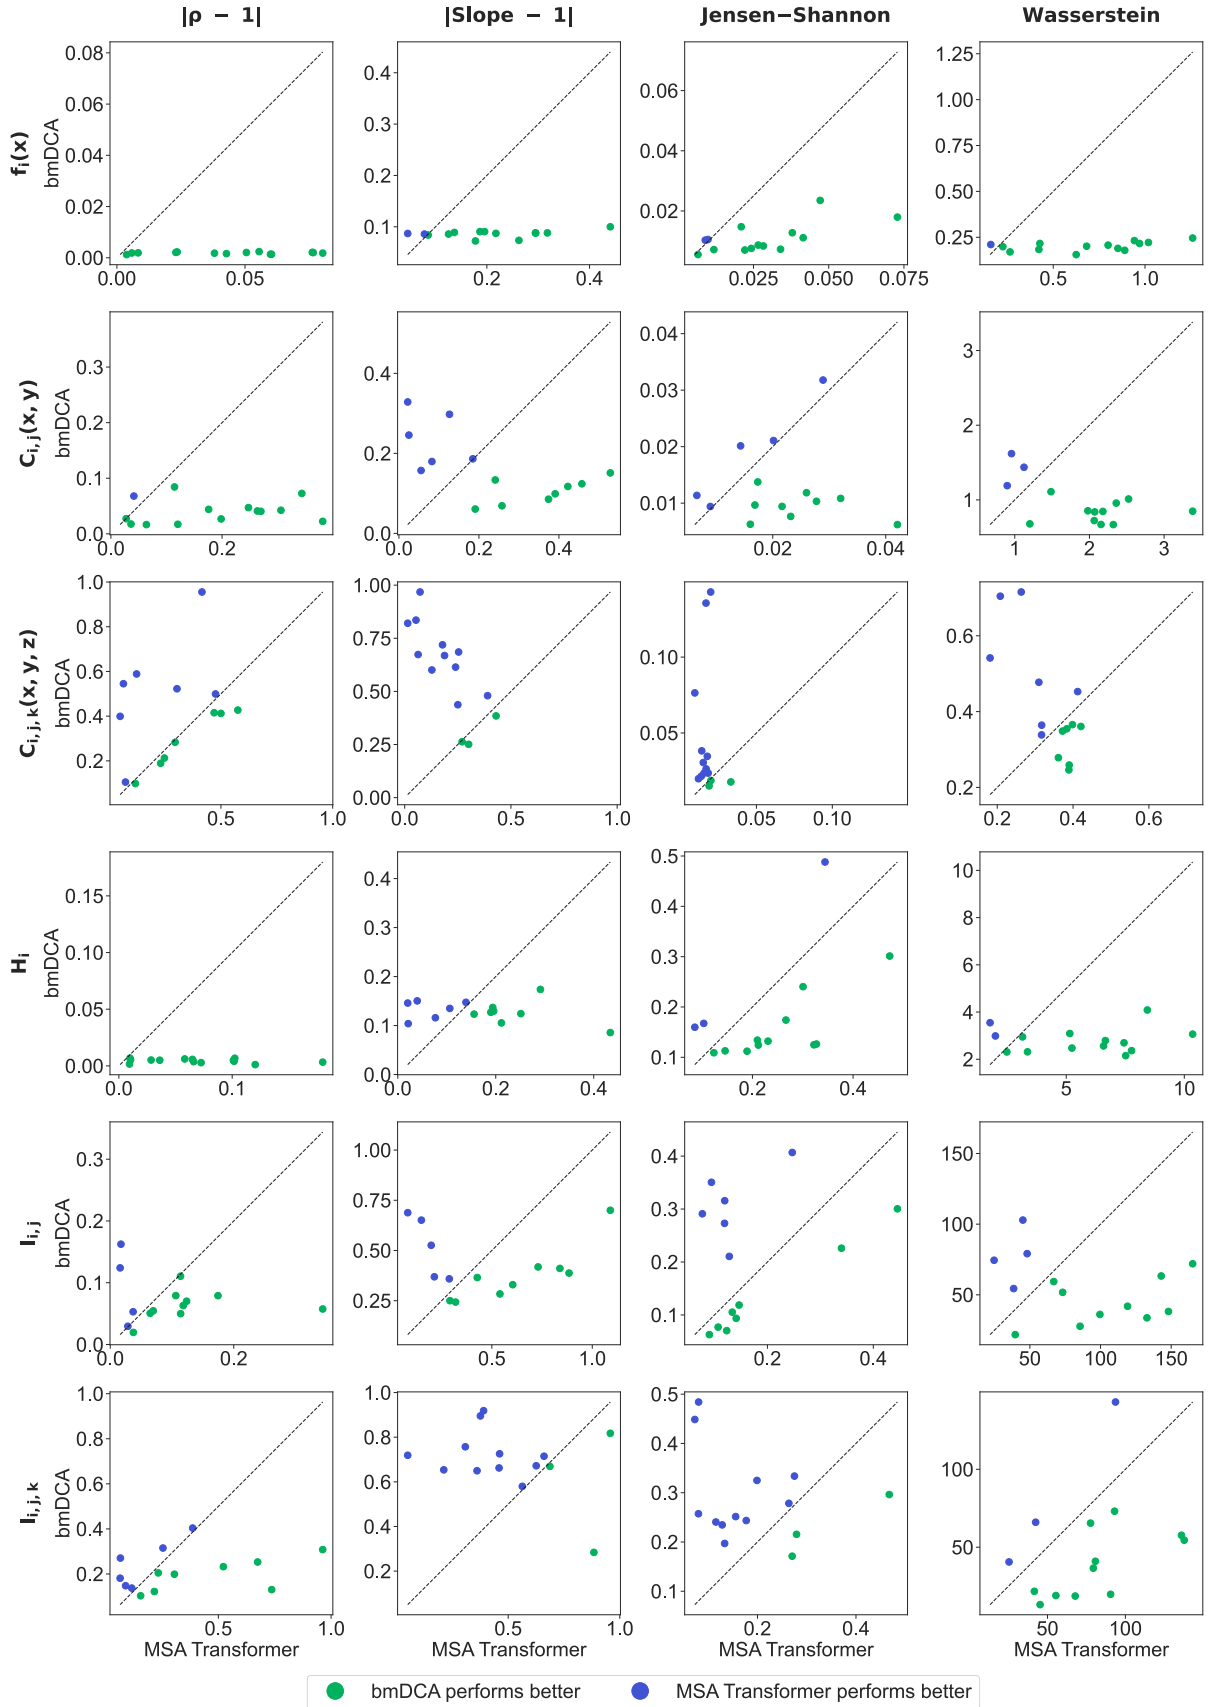 |ρ − 1| |Slope − 1| Jensen−Shannon Wasserstein
f_i(x)
bmDCA
0.08 0.06 0.04 0.02 0.00
0.00 0.05
0.4 0.3 0.2 0.1
0.2 0.4
0.06 0.04 0.02
0.025 0.050 0.075
1.25 1.00 0.75 0.50 0.25
0.5 1.0
C_{i,j}(x, y)
bmDCA
0.3 0.2 0.1 0.0
0.0 0.2
0.4 0.2 0.0
0.0 0.2 0.4
0.04 0.03 0.02 0.01
0.02 0.04
3 2 1
1 2 3
C_{i,j,k}(x, y, z)
bmDCA
1.0 0.8 0.6 0.4 0.2
0.5 1.0
1.00 0.75 0.50 0.25 0.00
0.0 0.5 1.0
0.10 0.05
0.05 0.10
0.6 0.4 0.2
0.2 0.4 0.6
H_i
bmDCA
0.15 0.10 0.05 0.00
0.0 0.1
0.4 0.3 0.2 0.1 0.0
0.0 0.2 0.4
0.5 0.4 0.3 0.2 0.1
0.2 0.4
10 8 6 4 2
5 10
I_{i,j}
bmDCA
0.3 0.2 0.1 0.0
0.0 0.2
1.00 0.75 0.50 0.25
0.5 1.0
0.4 0.3 0.2 0.1
0.2 0.4
150 100 50
50 100 150
I_{i,j,k}
bmDCA
1.0 0.8 0.6 0.4 0.2
0.5 1.0
MSA Transformer
1.0 0.8 0.6 0.4 0.2
0.5 1.0
MSA Transformer
0.5 0.4 0.3 0.2 0.1
0.2 0.4
MSA Transformer
100 50
50 100
MSA Transformer
bmDCA performs better MSA Transformer performs better